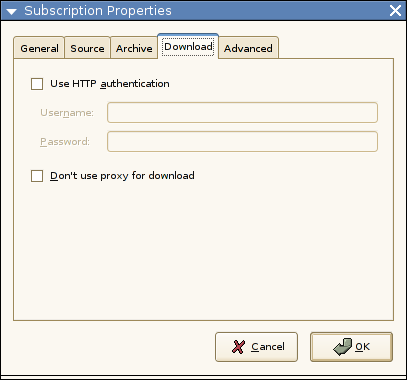 Subscription Properties
General Source Archive Download Advanced
Use HTTP authentication
Username:
Password:
Don't use proxy for download
Cancel OK